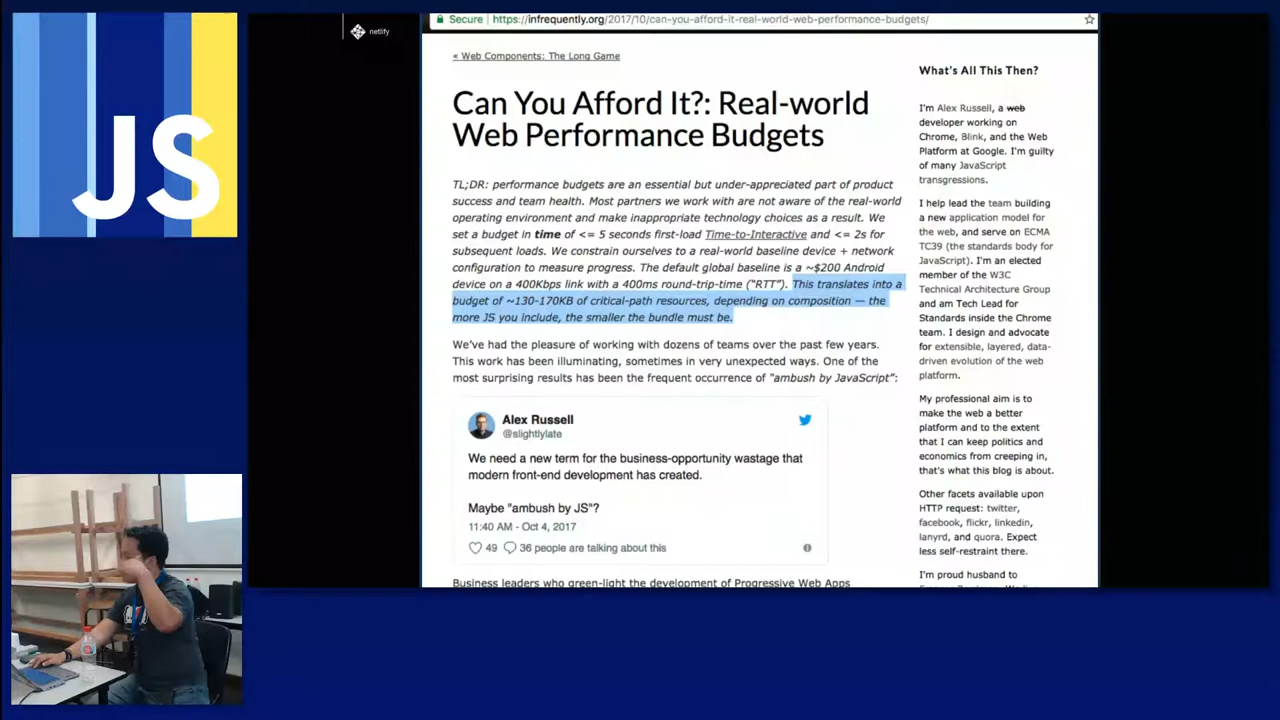 JS
netlify
Secure
https://infrequently.org/2017/10/can-you-afford-it-real-world-web-performance-budgets/
« Web Components: The Long Game
Can You Afford It?: Real-world
Web Performance Budgets
TL;DR: performance budgets are an essential but under-appreciated part of product
success and team health. Most partners we work with are not aware of the real-world
operating environment and make inappropriate technology choices as a result. We
set a budget in time of <= 5 seconds first-load Time-to-Interactive and <= 2s for
subsequent loads. We constrain ourselves to a real-world baseline device + network
configuration to measure progress. The default global baseline is a ~$200 Android
device on a 400Kbps link with a 400ms round-trip-time (“RTT”). This translates into a
budget of ~130-170KB of critical-path resources, depending on composition — the
more JS you include, the smaller the bundle must be.
We’ve had the pleasure of working with dozens of teams over the past few years.
This work has been illuminating, sometimes in very unexpected ways. One of the
most surprising results has been the frequent occurrence of “ambush by JavaScript”:
Alex Russell
@slightlylate
We need a new term for the business-opportunity wastage that
modern front-end development has created.
Maybe "ambush by JS"?
11:40 AM - Oct 4, 2017
49
36 people are talking about this
Business leaders who green-light the development of Progressive Web Apps
What’s All This Then?
I’m Alex Russell, a web
developer working on
Chrome, Blink, and the Web
Platform at Google. I’m guilty
of many JavaScript
transgressions.
I help lead the team building
a new application model for
the web, and serve on ECMA
TC39 (the standards body for
JavaScript). I’m an elected
member of the W3C
Technical Architecture Group
and am Tech Lead for
Standards inside the Chrome
team. I design and advocate
for extensible, layered, data-
driven evolution of the web
platform.
My professional aim is to
make the web a better
platform and to the extent
that I can keep politics and
economics from creeping in,
that’s what this blog is about.
Other facets available upon
HTTP request: twitter,
facebook, flickr, linkedin,
lanyrd, and quora. Expect
less self-restraint there.
I’m proud husband to